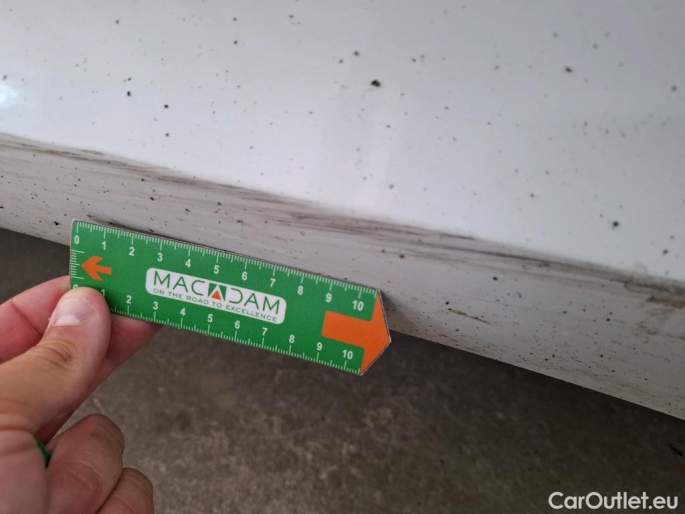 0 1 2 3 4 5 6 7 8 9 10
MACADAM
ON THE ROAD TO EXCELLENCE
0 1 2 3 4 5 6 7 8 9 10
CarOutlet.eu